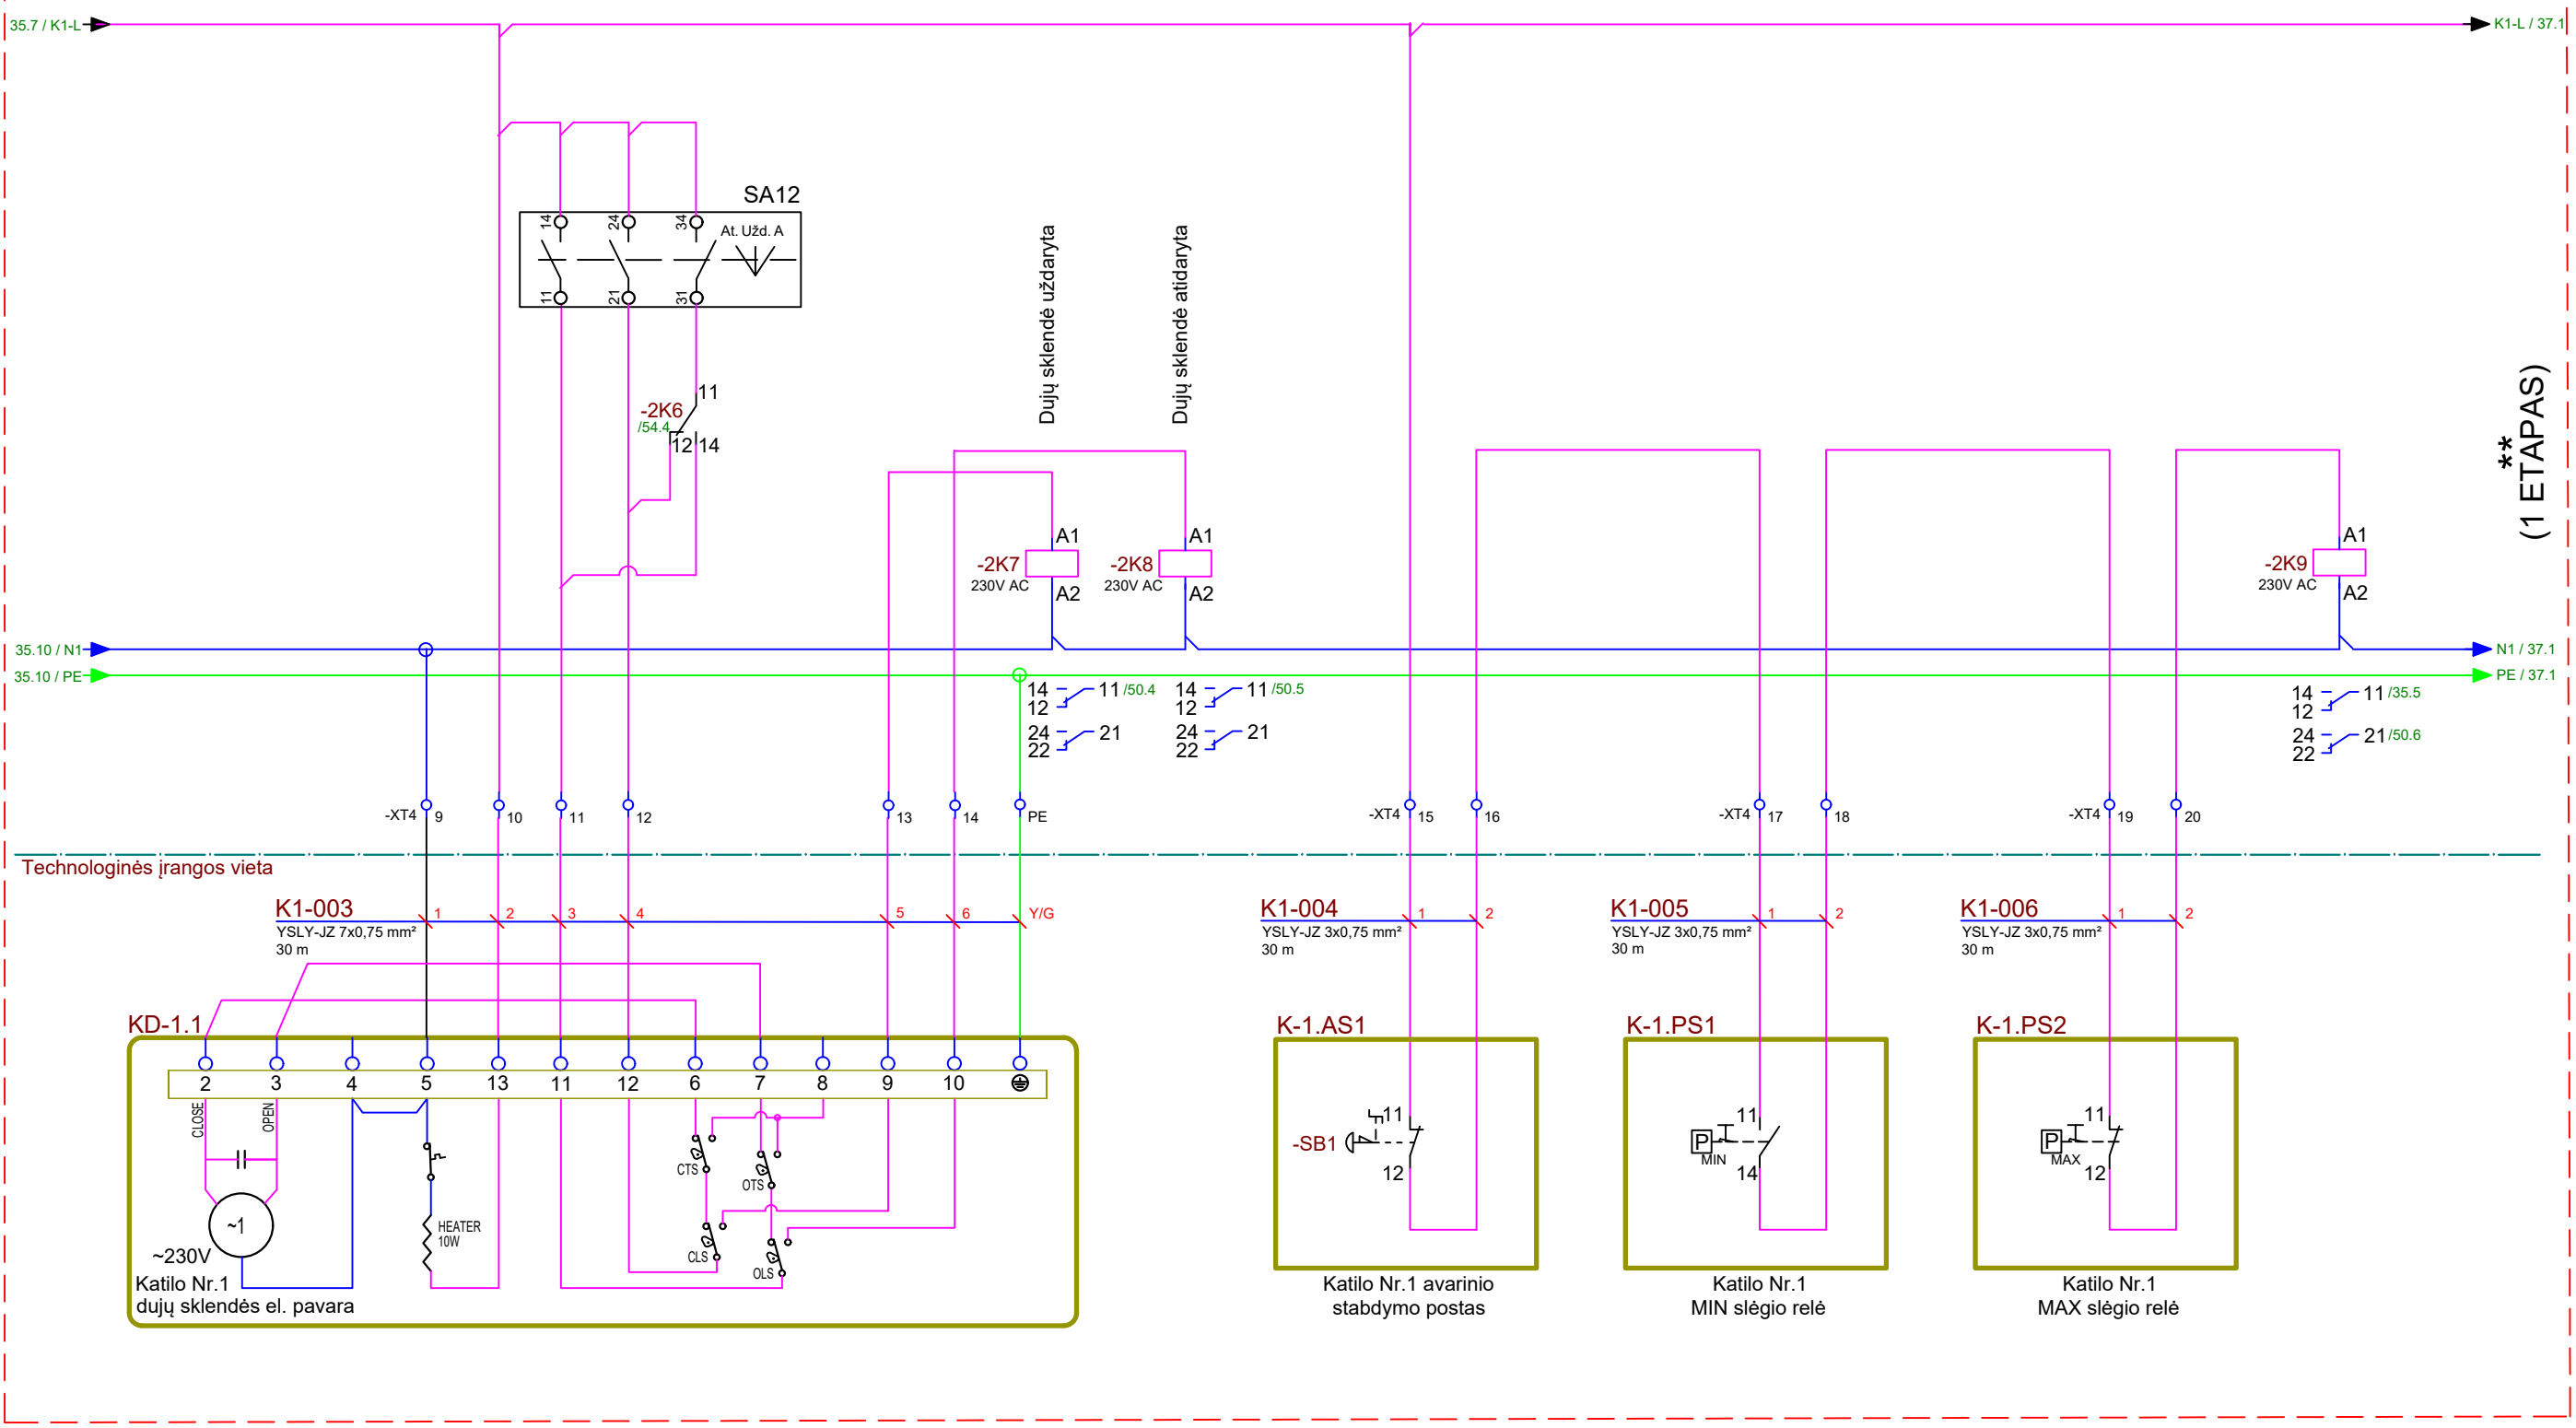 35.7 / K1-L
K1-L / 37.1
SA12
14
24
34
At. Užd. A
11
21
31
Dujų sklendė uždaryta
Dujų sklendė atidaryta
**
(1 ETAPAS)
11
-2K6
/54.4
12
14
A1
-2K7
230V AC
A2
A1
-2K8
230V AC
A2
A1
-2K9
230V AC
A2
35.10 / N1
N1 / 37.1
35.10 / PE
PE / 37.1
14
11 /50.4
12
24
21
22
14
11 /50.5
12
24
21
22
14
11 /35.5
12
24
21 /50.6
22
-XT4
9
10
11
12
13
14
PE
-XT4
15
16
-XT4
17
18
-XT4
19
20
Technologinės įrangos vieta
K1-003
1
2
3
4
5
6
Y/G
YSLY-JZ 7x0,75 mm²
30 m
K1-004
1
2
YSLY-JZ 3x0,75 mm²
30 m
K1-005
1
2
YSLY-JZ 3x0,75 mm²
30 m
K1-006
1
2
YSLY-JZ 3x0,75 mm²
30 m
KD-1.1
2
3
4
5
13
11
12
6
7
8
9
10
CLOSE
OPEN
CTS
OTS
CLS
OLS
~1
HEATER
10W
~230V
Katilo Nr.1
dujų sklendės el. pavara
K-1.AS1
11
-SB1
12
Katilo Nr.1 avarinio
stabdymo postas
K-1.PS1
11
P
MIN
14
Katilo Nr.1
MIN slėgio relė
K-1.PS2
11
P
MAX
12
Katilo Nr.1
MAX slėgio relė